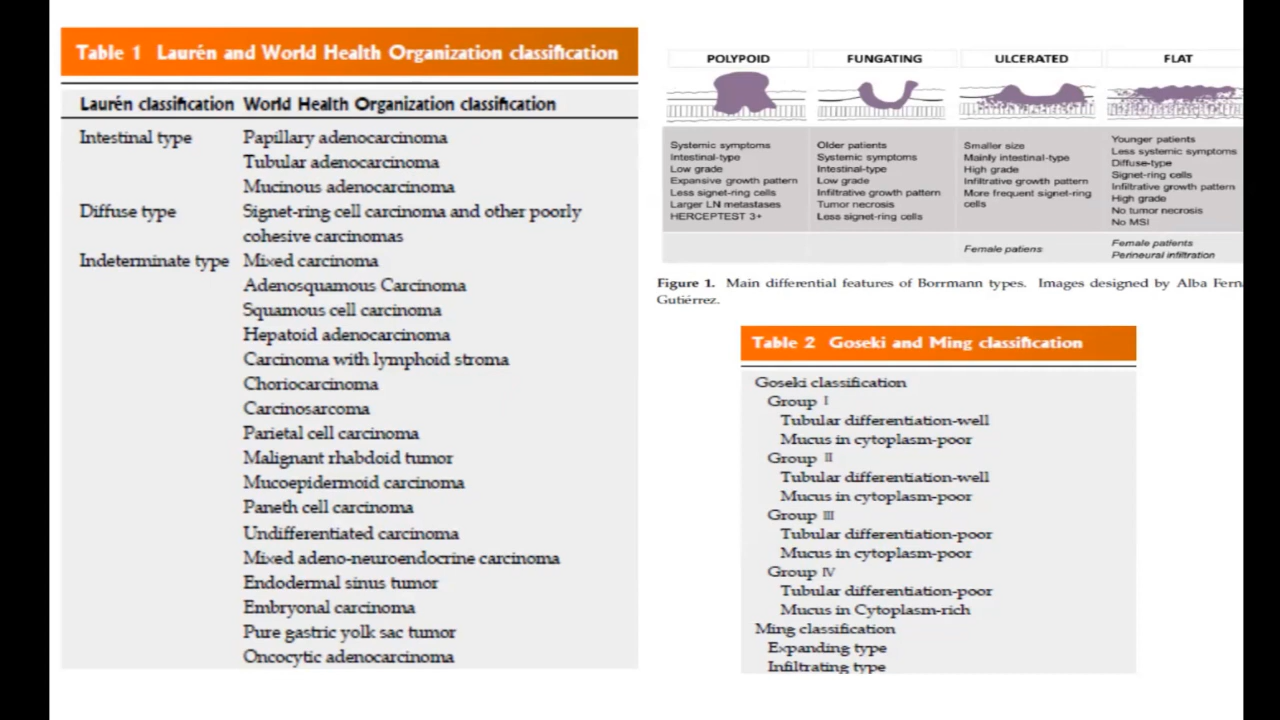 Table 1 Laurén and World Health Organization classification
Laurén classification World Health Organization classification
Intestinal type Papillary adenocarcinoma
Tubular adenocarcinoma
Mucinous adenocarcinoma
Diffuse type Signet-ring cell carcinoma and other poorly
cohesive carcinomas
Indeterminate type Mixed carcinoma
Adenosquamous Carcinoma
Squamous cell carcinoma
Hepatoid adenocarcinoma
Carcinoma with lymphoid stroma
Choriocarcinoma
Carcinosarcoma
Parietal cell carcinoma
Malignant rhabdoid tumor
Mucoepidermoid carcinoma
Paneth cell carcinoma
Undifferentiated carcinoma
Mixed adeno-neuroendocrine carcinoma
Endodermal sinus tumor
Embryonal carcinoma
Pure gastric yolk sac tumor
Oncocytic adenocarcinoma
POLYPOID
Systemic symptoms
Intestinal-type
Low grade
Expansive growth pattern
Less signet-ring cells
Larger LN metastases
HERCEPTEST 3+
FUNGATING
Older patients
Systemic symptoms
Intestinal-type
Low grade
Infiltrative growth pattern
Tumor necrosis
Less signet-ring cells
ULCERATED
Smaller size
Mainly intestinal-type
High grade
Infiltrative growth pattern
More frequent signet-ring
cells
Female patiens
FLAT
Younger patients
Less systemic symptoms
Diffuse-type
Signet-ring cells
Infiltrative growth pattern
High grade
No tumor necrosis
No MSI
Female patients
Perineural infiltration
Figure 1. Main differential features of Borrmann types. Images designed by Alba Fern
Gutiérrez.
Table 2 Goseki and Ming classification
Goseki classification
Group I
Tubular differentiation-well
Mucus in cytoplasm-poor
Group II
Tubular differentiation-well
Mucus in cytoplasm-poor
Group III
Tubular differentiation-poor
Mucus in cytoplasm-poor
Group IV
Tubular differentiation-poor
Mucus in Cytoplasm-rich
Ming classification
Expanding type
Infiltrating type